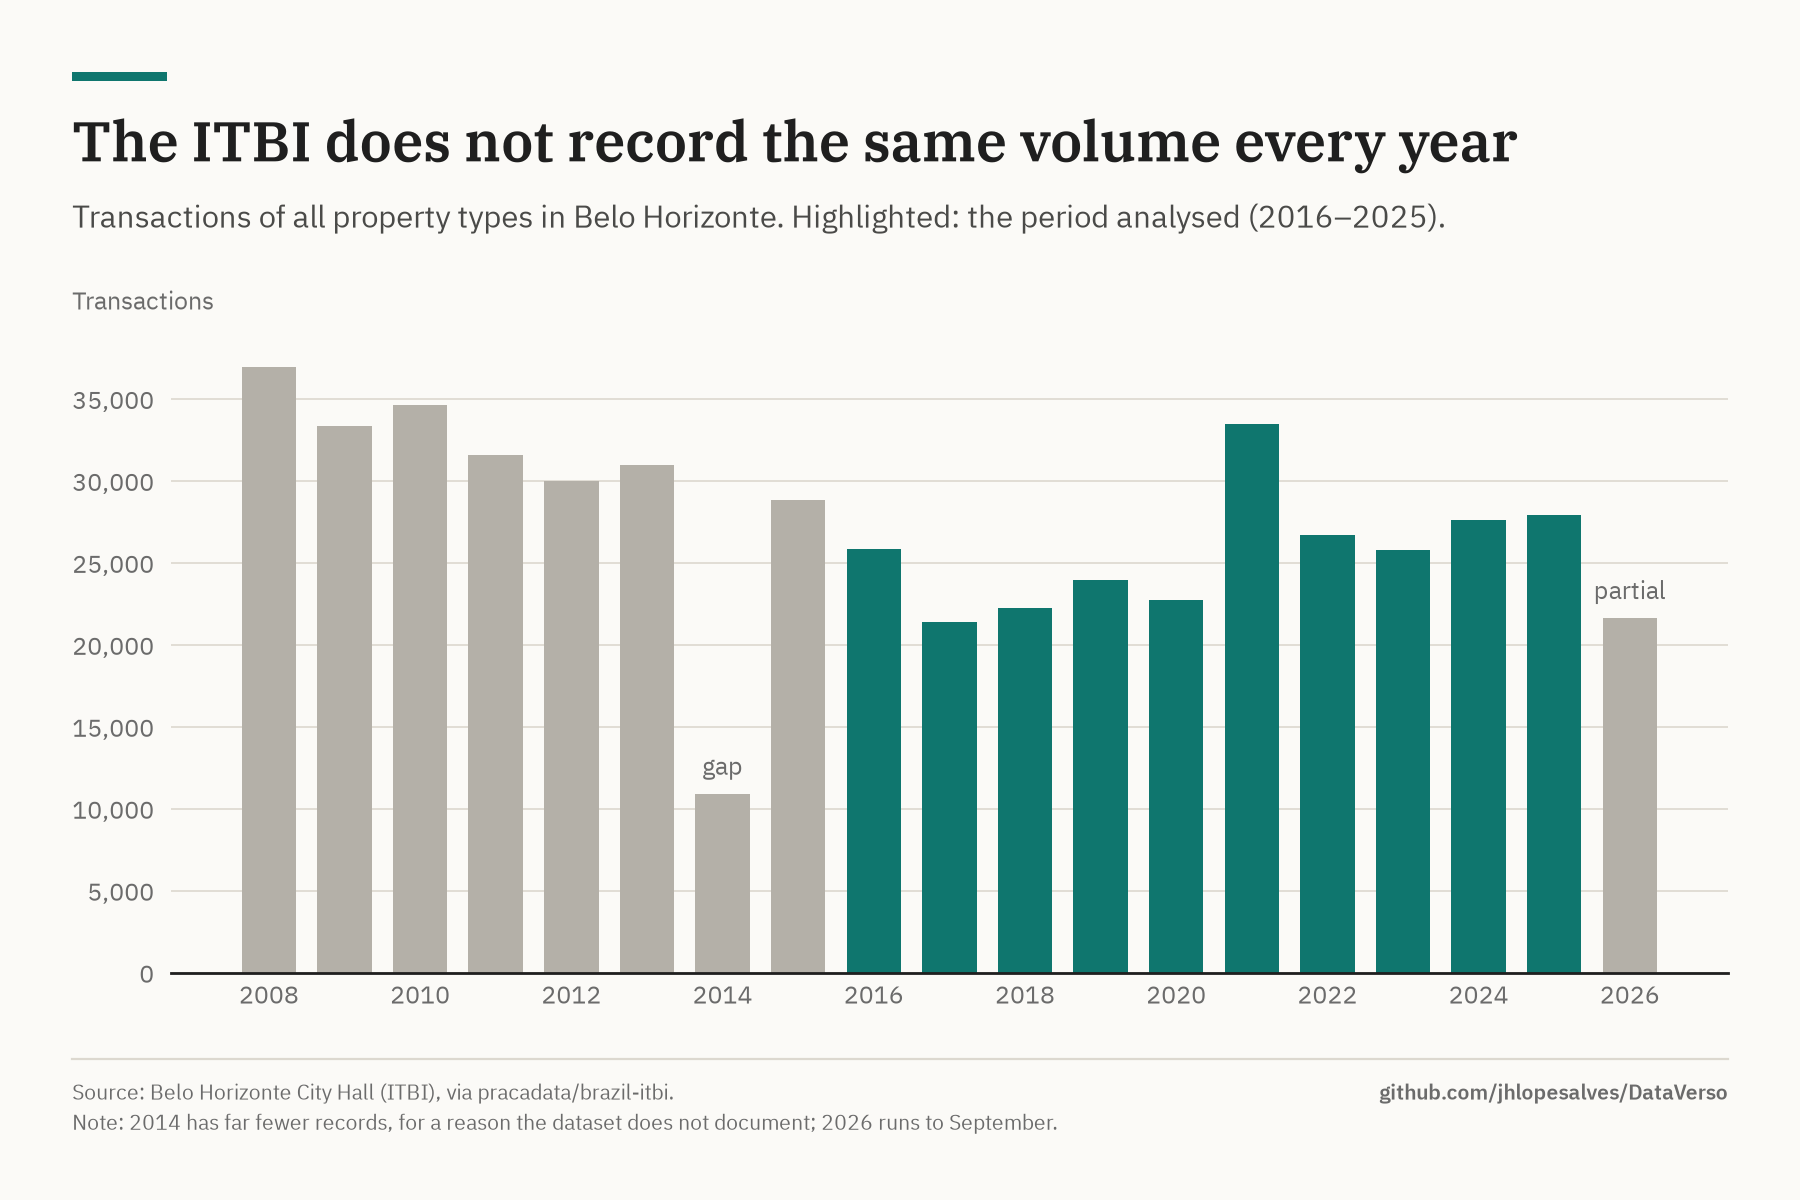 The ITBI does not record the same volume every year
Transactions of all property types in Belo Horizonte. Highlighted: the period analysed (2016–2025).
Transactions
35,000
30,000
25,000
20,000
15,000
10,000
5,000
0
gap
partial
2008 2010 2012 2014 2016 2018 2020 2022 2024 2026
Source: Belo Horizonte City Hall (ITBI), via pracadata/brazil-itbi.
Note: 2014 has far fewer records, for a reason the dataset does not document; 2026 runs to September.
github.com/jhlopesalves/DataVerso